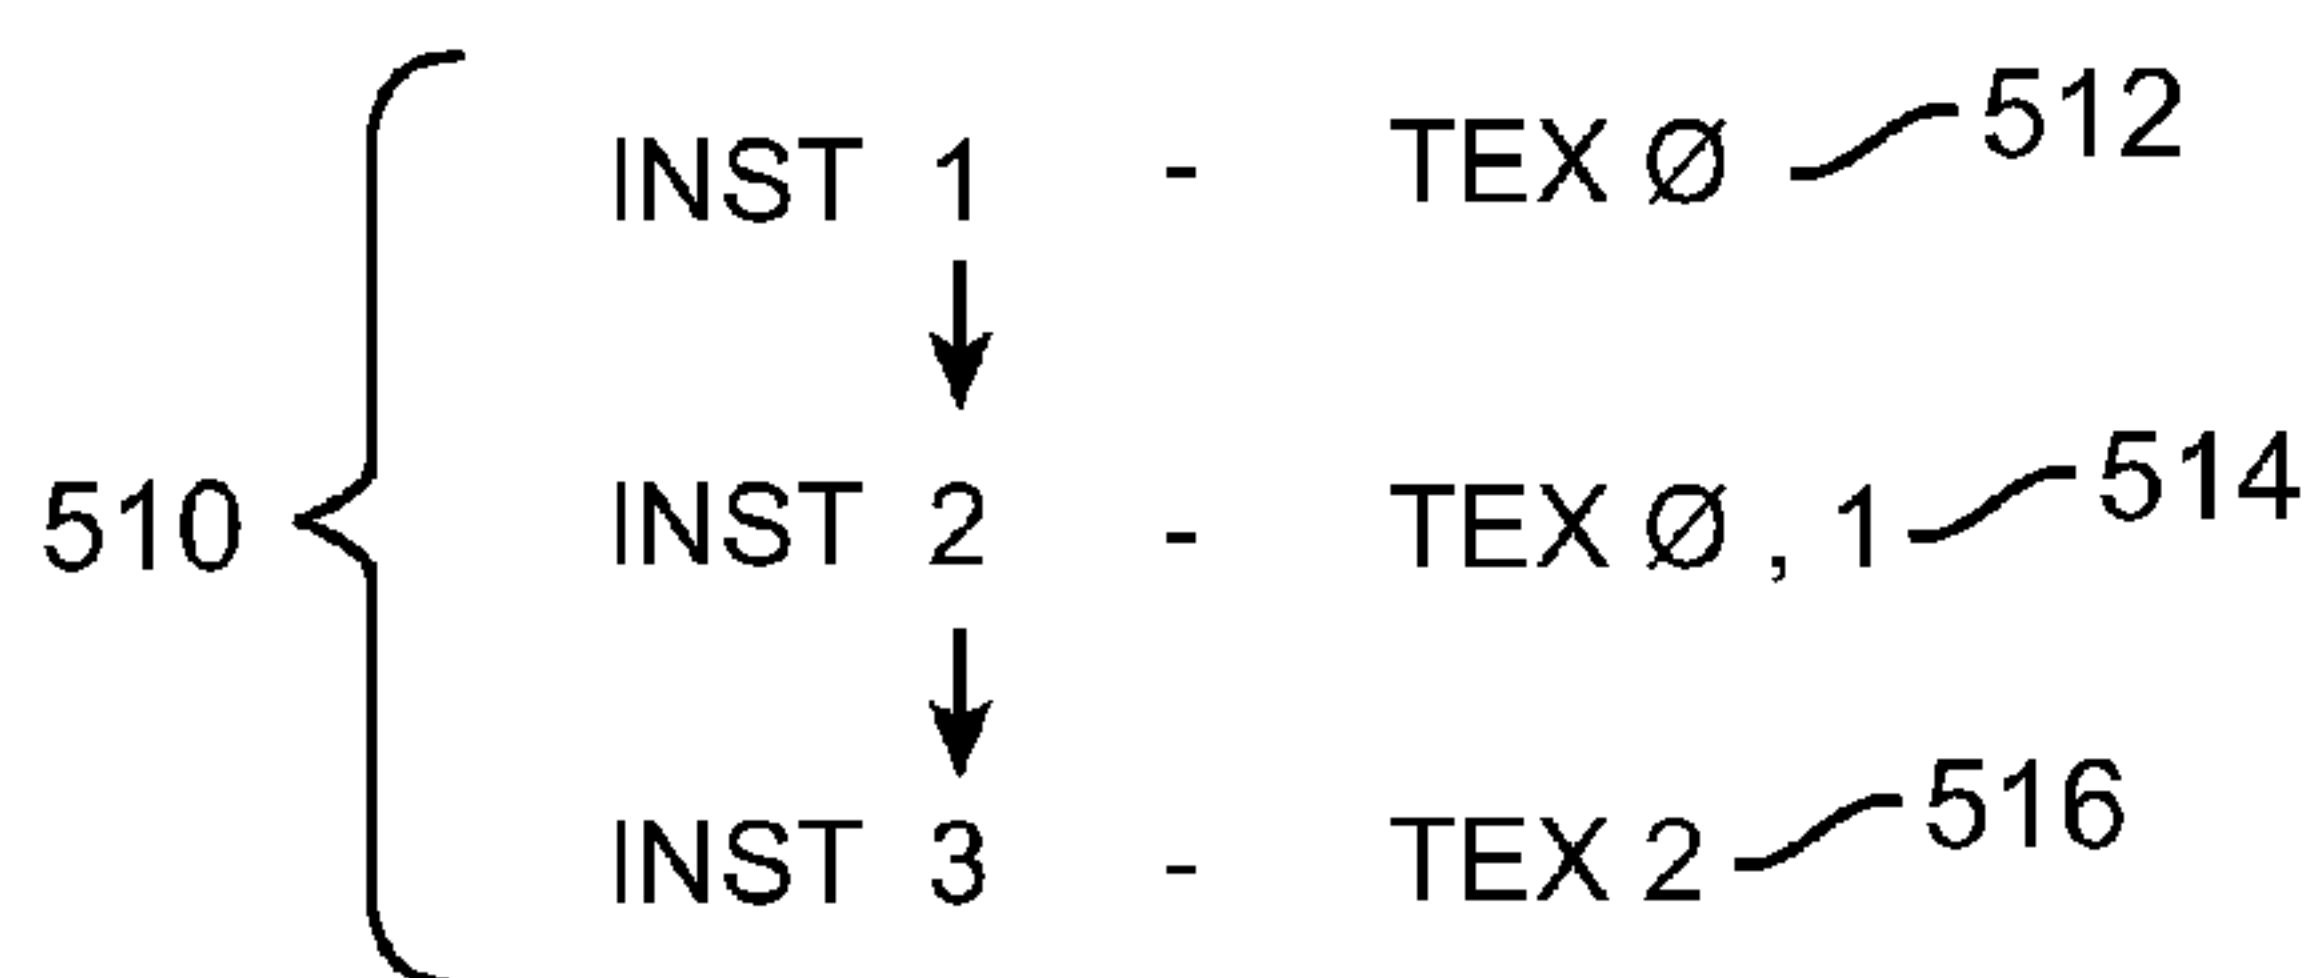 INST 1 - TEX Ø 512
510 INST 2 - TEX Ø , 1 514
INST 3 - TEX 2 516